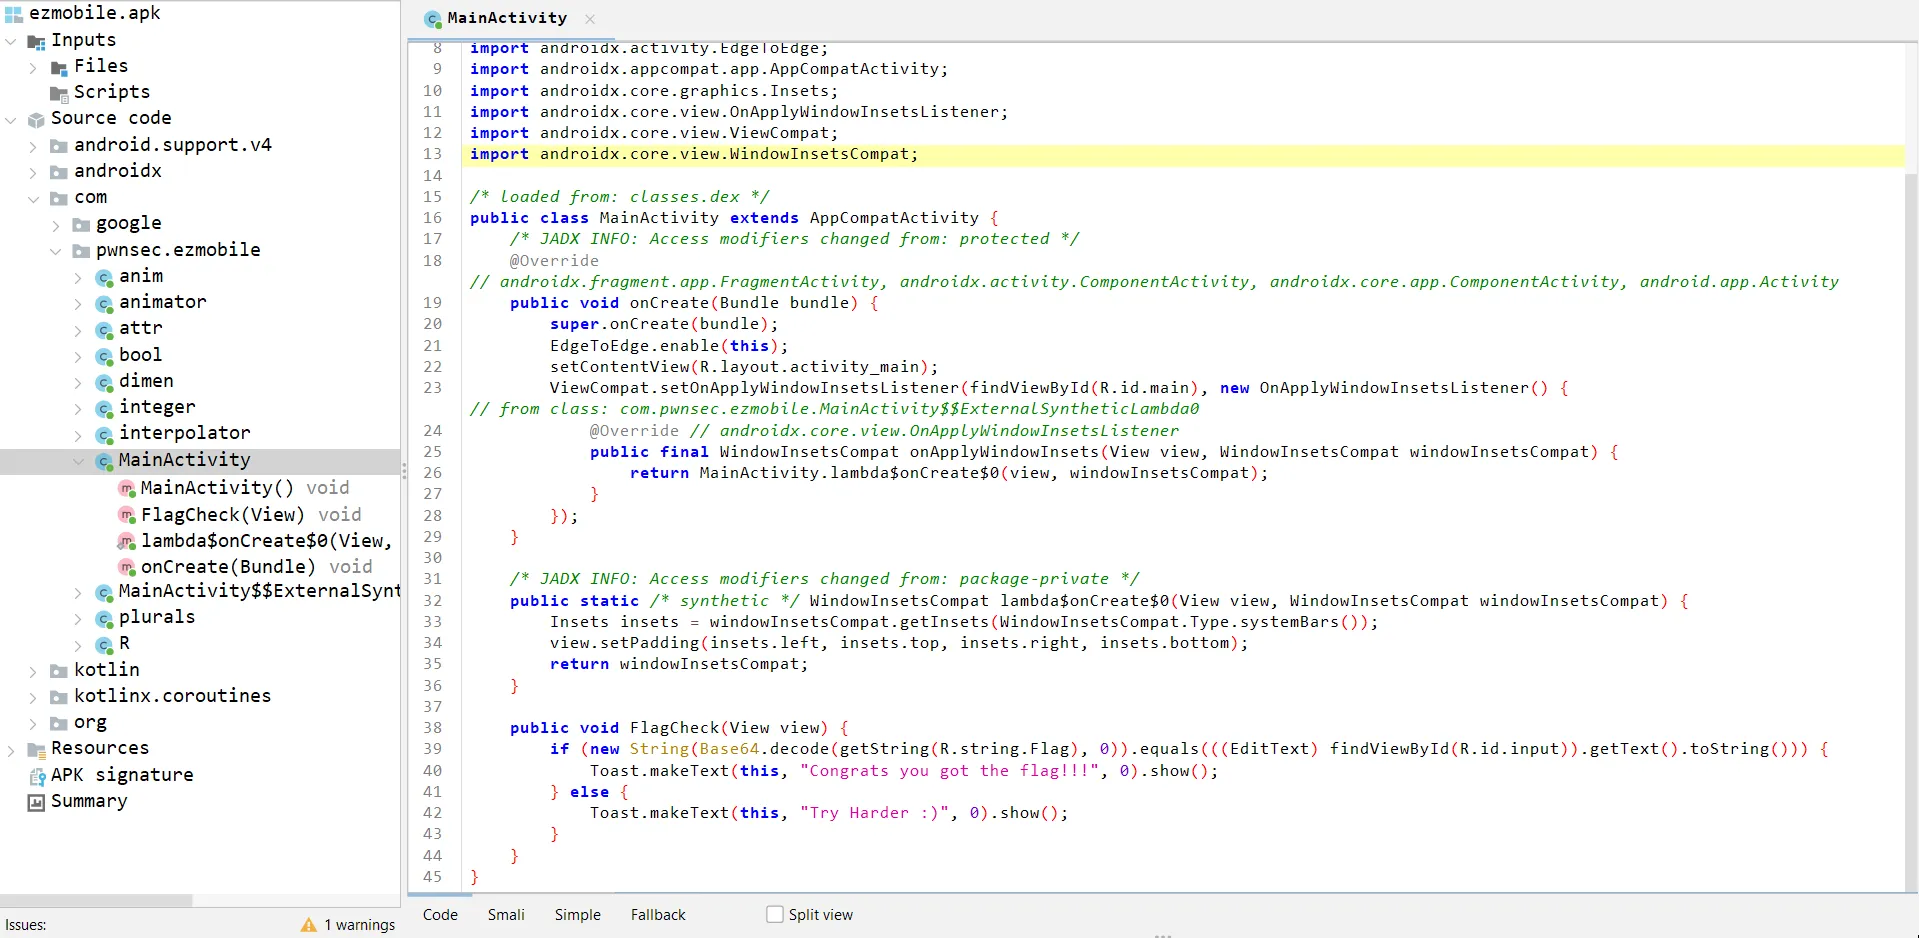 ezmobile.apk
Inputs
Files
Scripts
Source code
android.support.v4
androidx
com
google
pwnsec.ezmobile
anim
animator
attr
bool
dimen
integer
interpolator
MainActivity
MainActivity() void
FlagCheck(View) void
lambda$onCreate$0(View,
onCreate(Bundle) void
MainActivity$$ExternalSynt
plurals
R
kotlin
kotlinx.coroutines
org
Resources
APK signature
Summary
Issues:
1 warnings
MainActivity
8 import androidx.activity.EdgeToEdge;
9 import androidx.appcompat.app.AppCompatActivity;
10 import androidx.core.graphics.Insets;
11 import androidx.core.view.OnApplyWindowInsetsListener;
12 import androidx.core.view.ViewCompat;
13 import androidx.core.view.WindowInsetsCompat;
14
15 /* loaded from: classes.dex */
16 public class MainActivity extends AppCompatActivity {
17 /* JADX INFO: Access modifiers changed from: protected */
18 @Override
// androidx.fragment.app.FragmentActivity, androidx.activity.ComponentActivity, androidx.core.app.ComponentActivity, android.app.Activity
19 public void onCreate(Bundle bundle) {
20 super.onCreate(bundle);
21 EdgeToEdge.enable(this);
22 setContentView(R.layout.activity_main);
23 ViewCompat.setOnApplyWindowInsetsListener(findViewById(R.id.main), new OnApplyWindowInsetsListener() {
// from class: com.pwnsec.ezmobile.MainActivity$$ExternalSyntheticLambda0
24 @Override // androidx.core.view.OnApplyWindowInsetsListener
25 public final WindowInsetsCompat onApplyWindowInsets(View view, WindowInsetsCompat windowInsetsCompat) {
26 return MainActivity.lambda$onCreate$0(view, windowInsetsCompat);
27 }
28 });
29 }
30
31 /* JADX INFO: Access modifiers changed from: package-private */
32 public static /* synthetic */ WindowInsetsCompat lambda$onCreate$0(View view, WindowInsetsCompat windowInsetsCompat) {
33 Insets insets = windowInsetsCompat.getInsets(WindowInsetsCompat.Type.systemBars());
34 view.setPadding(insets.left, insets.top, insets.right, insets.bottom);
35 return windowInsetsCompat;
36 }
37
38 public void FlagCheck(View view) {
39 if (new String(Base64.decode(getString(R.string.Flag), 0)).equals(((EditText) findViewById(R.id.input)).getText().toString())) {
40 Toast.makeText(this, "Congrats you got the flag!!!", 0).show();
41 } else {
42 Toast.makeText(this, "Try Harder :)", 0).show();
43 }
44 }
45 }
Code Smali Simple Fallback Split view